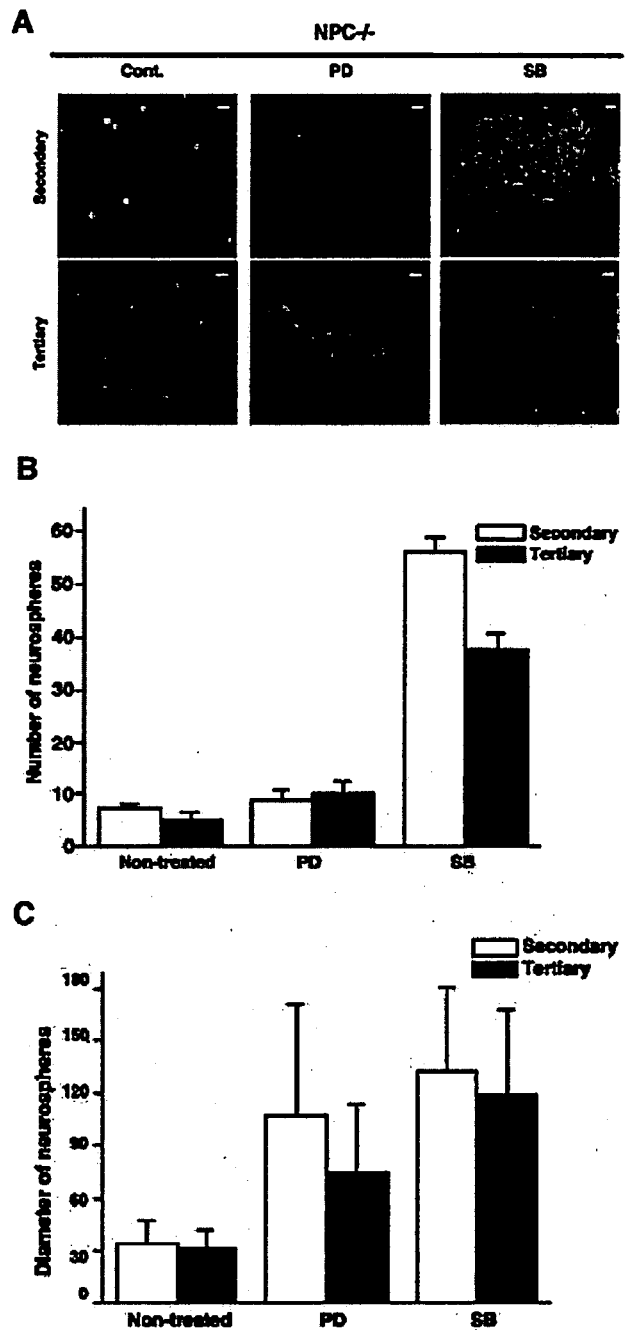 A
NPC-/-
Cont. PD SB
Secondary
Tertiary
B
Number of neurospheres
60
50
40
30
20
10
0
Secondary
Tertiary
Non-treated PD SB
C
Diameter of neurospheres
180
150
120
90
60
30
0
Secondary
Tertiary
Non-treated PD SB